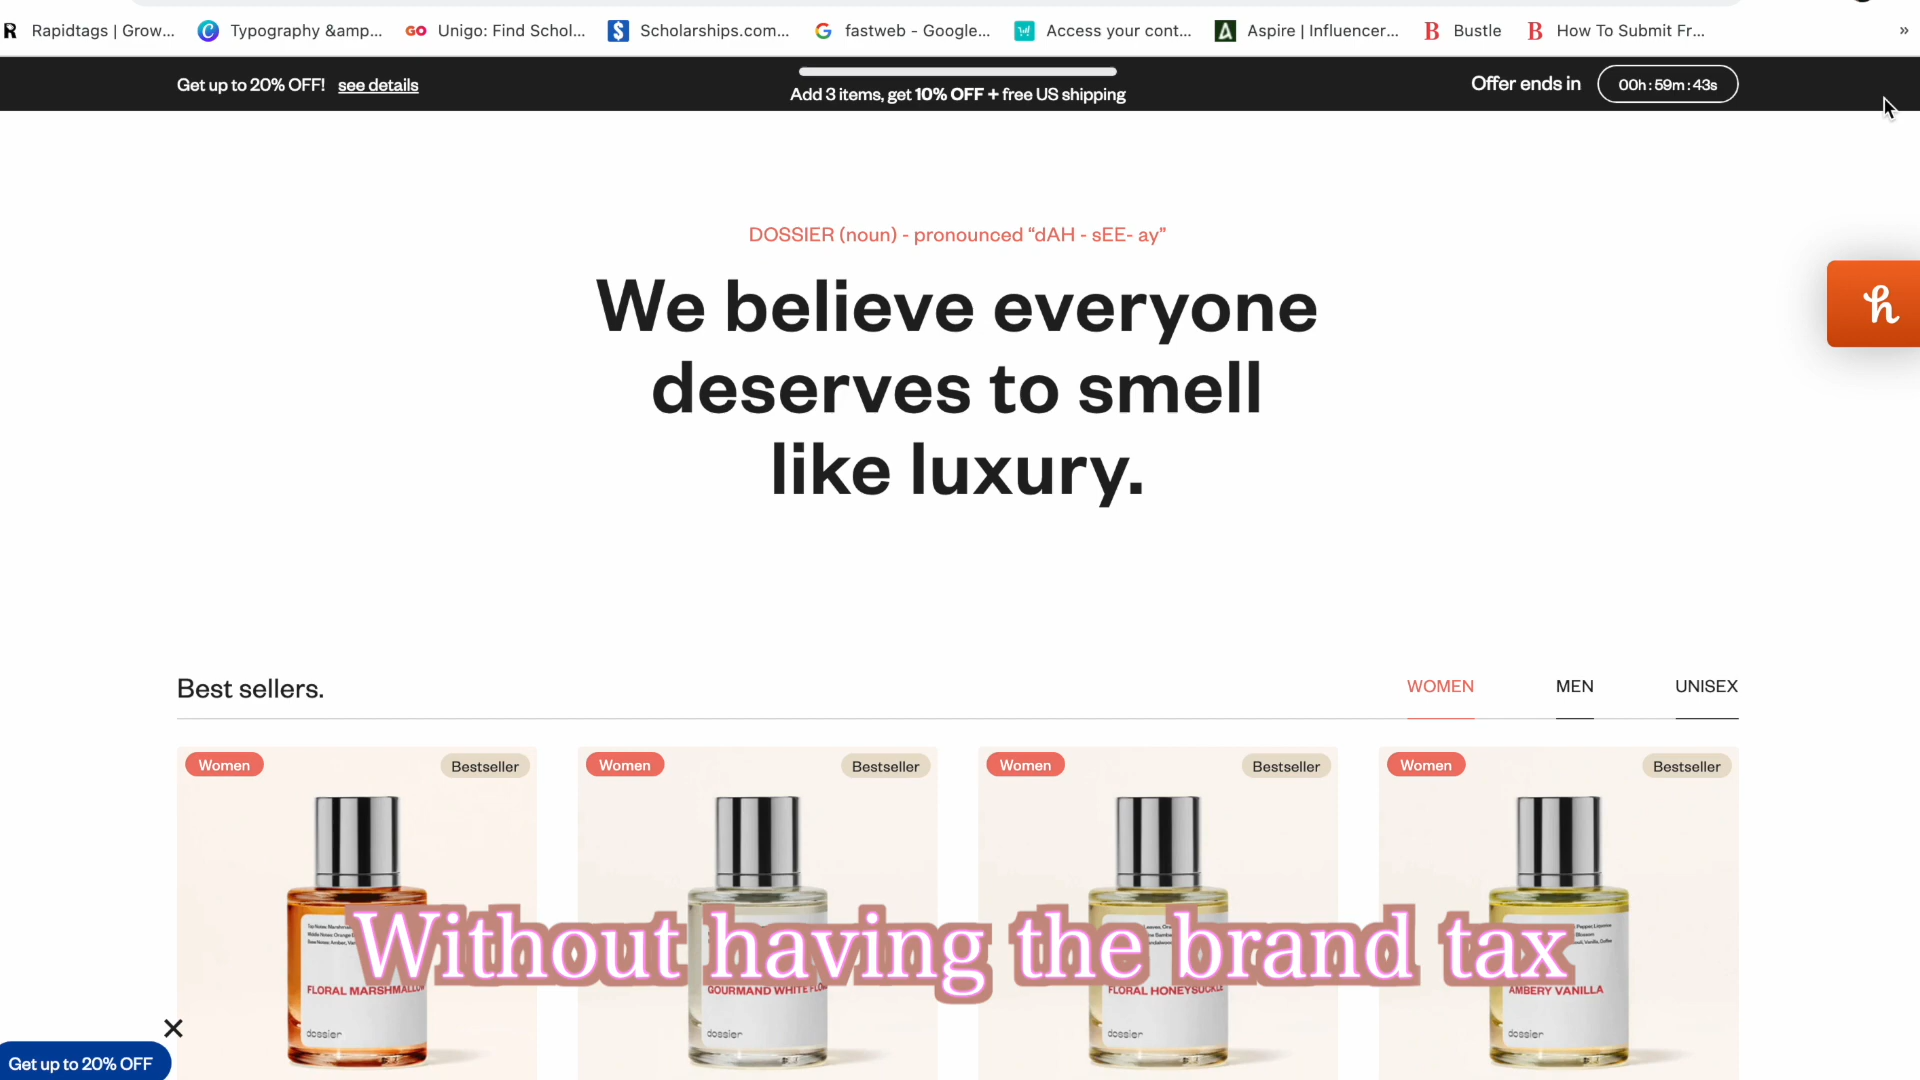 Rapidtags | Grow...
Typography &amp...
GO Unigo: Find Schol...
Scholarships.com...
fastweb - Google...
Access your cont...
Aspire | Influencer...
B Bustle
B How To Submit Fr...
»
Get up to 20% OFF! see details
Add 3 items, get 10% OFF + free US shipping
Offer ends in 00h : 59m : 43s
DOSSIER (noun) - pronounced “dAH - sEE- ay”
We believe everyone
deserves to smell
like luxury.
Best sellers.
WOMEN
MEN
UNISEX
Women
Bestseller
Women
Bestseller
Women
Bestseller
Women
Bestseller
Without having the brand tax
FLORAL MARSHMALLOW
GOURMAND WHITE FLO
FLORAL HONEYSUCKLE
AMBERY VANILLA
dossier
dossier
dossier
dossier
Get up to 20% OFF